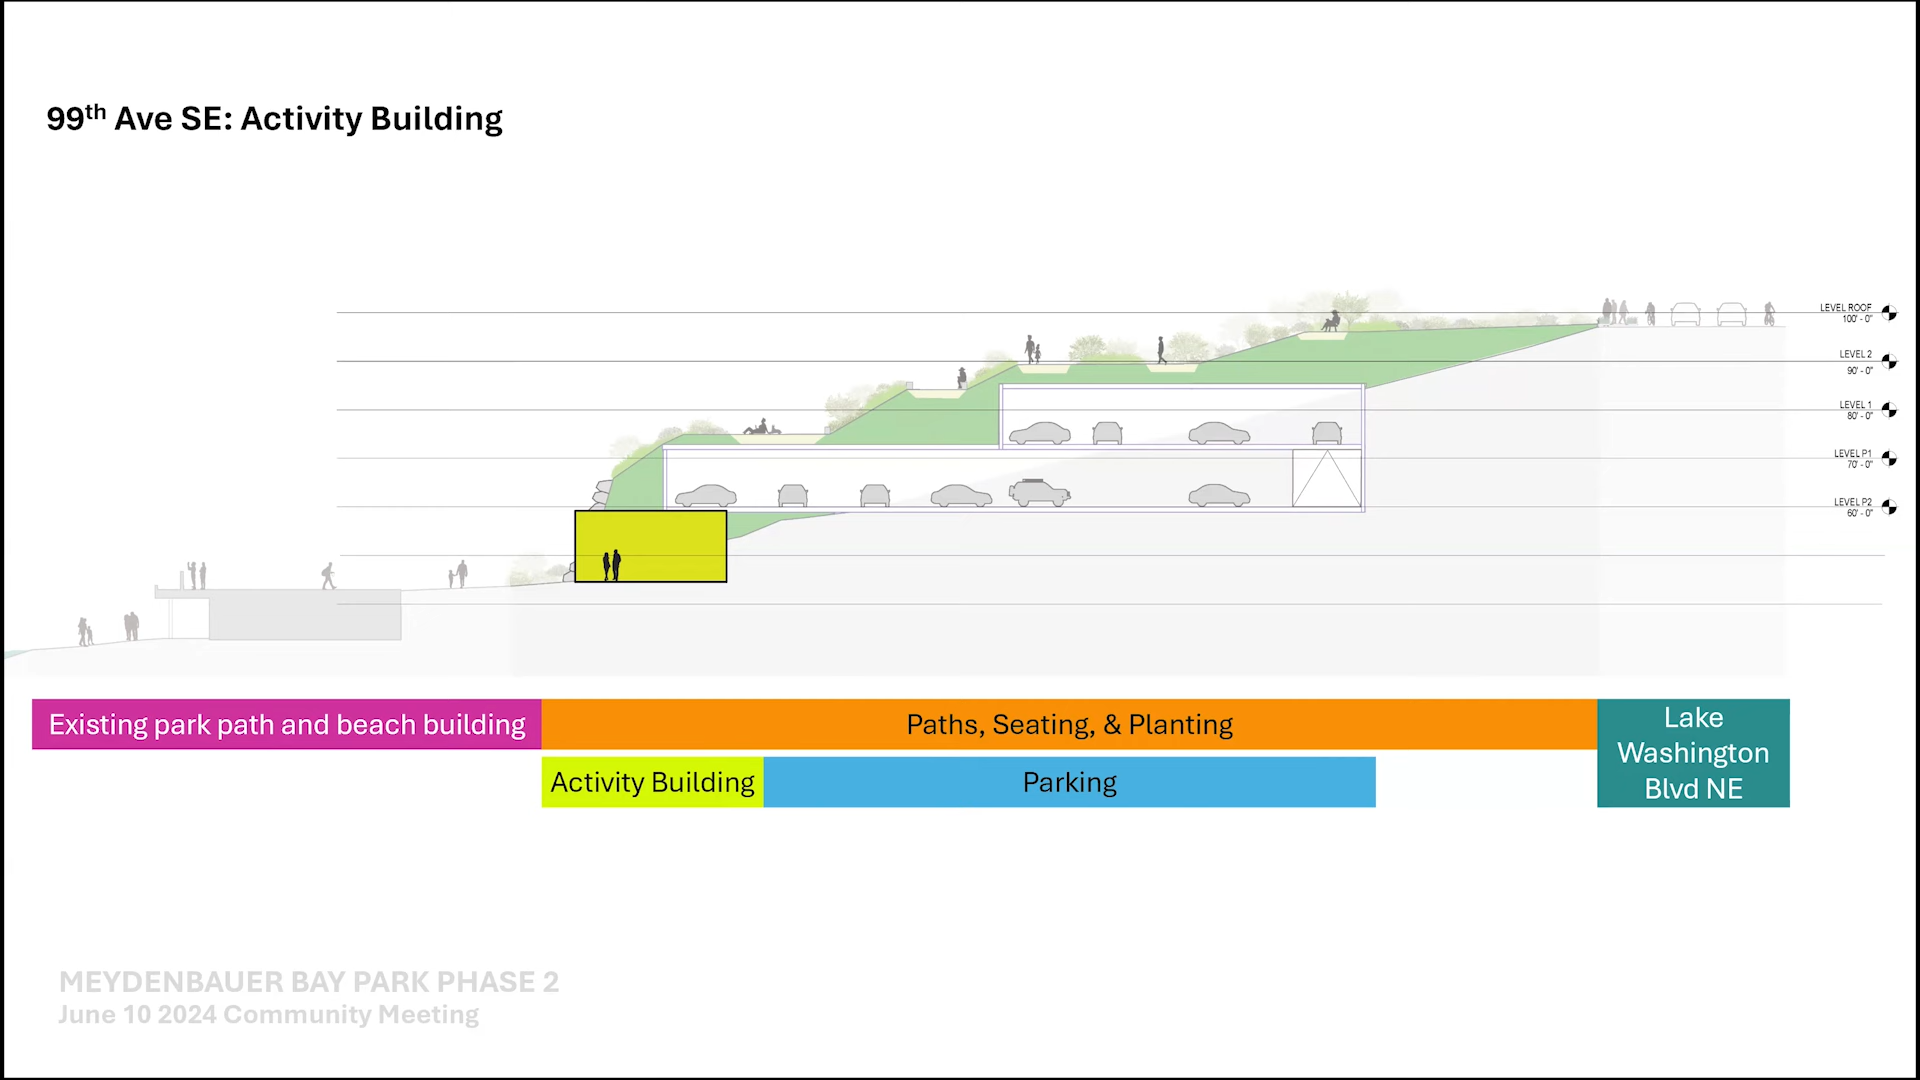 99th Ave SE: Activity Building
LEVEL ROOF
100' - 0"
LEVEL 2
90' - 0"
LEVEL 1
80' - 0"
LEVEL P1
70' - 0"
LEVEL P2
60' - 0"
Existing park path and beach building
Paths, Seating, & Planting
Lake
Washington
Blvd NE
Activity Building
Parking
MEYDENBAUER BAY PARK PHASE 2
June 10 2024 Community Meeting